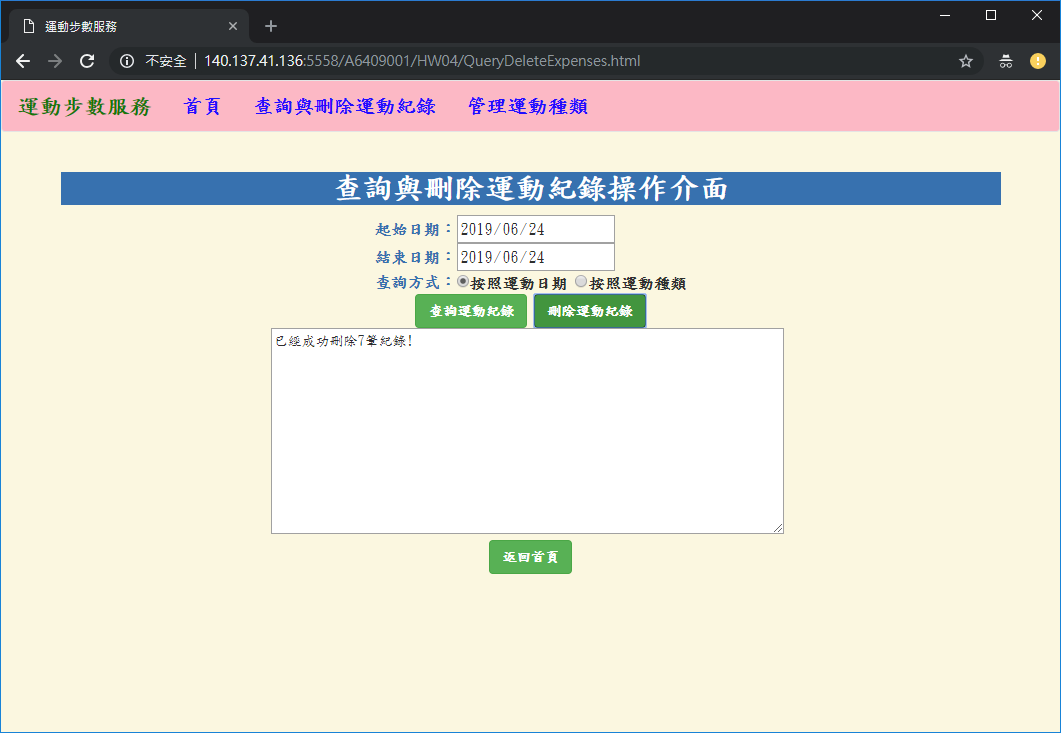 運動步數服務
不安全 140.137.41.136:5558/A6409001/HW04/QueryDeleteExpenses.html
運動步數服務 首頁 查詢與刪除運動紀錄 管理運動種類
查詢與刪除運動紀錄操作介面
起始日期：2019/06/24
結束日期：2019/06/24
查詢方式：按照運動日期 按照運動種類
查詢運動紀錄 刪除運動紀錄
已經成功刪除7筆紀錄!
返回首頁